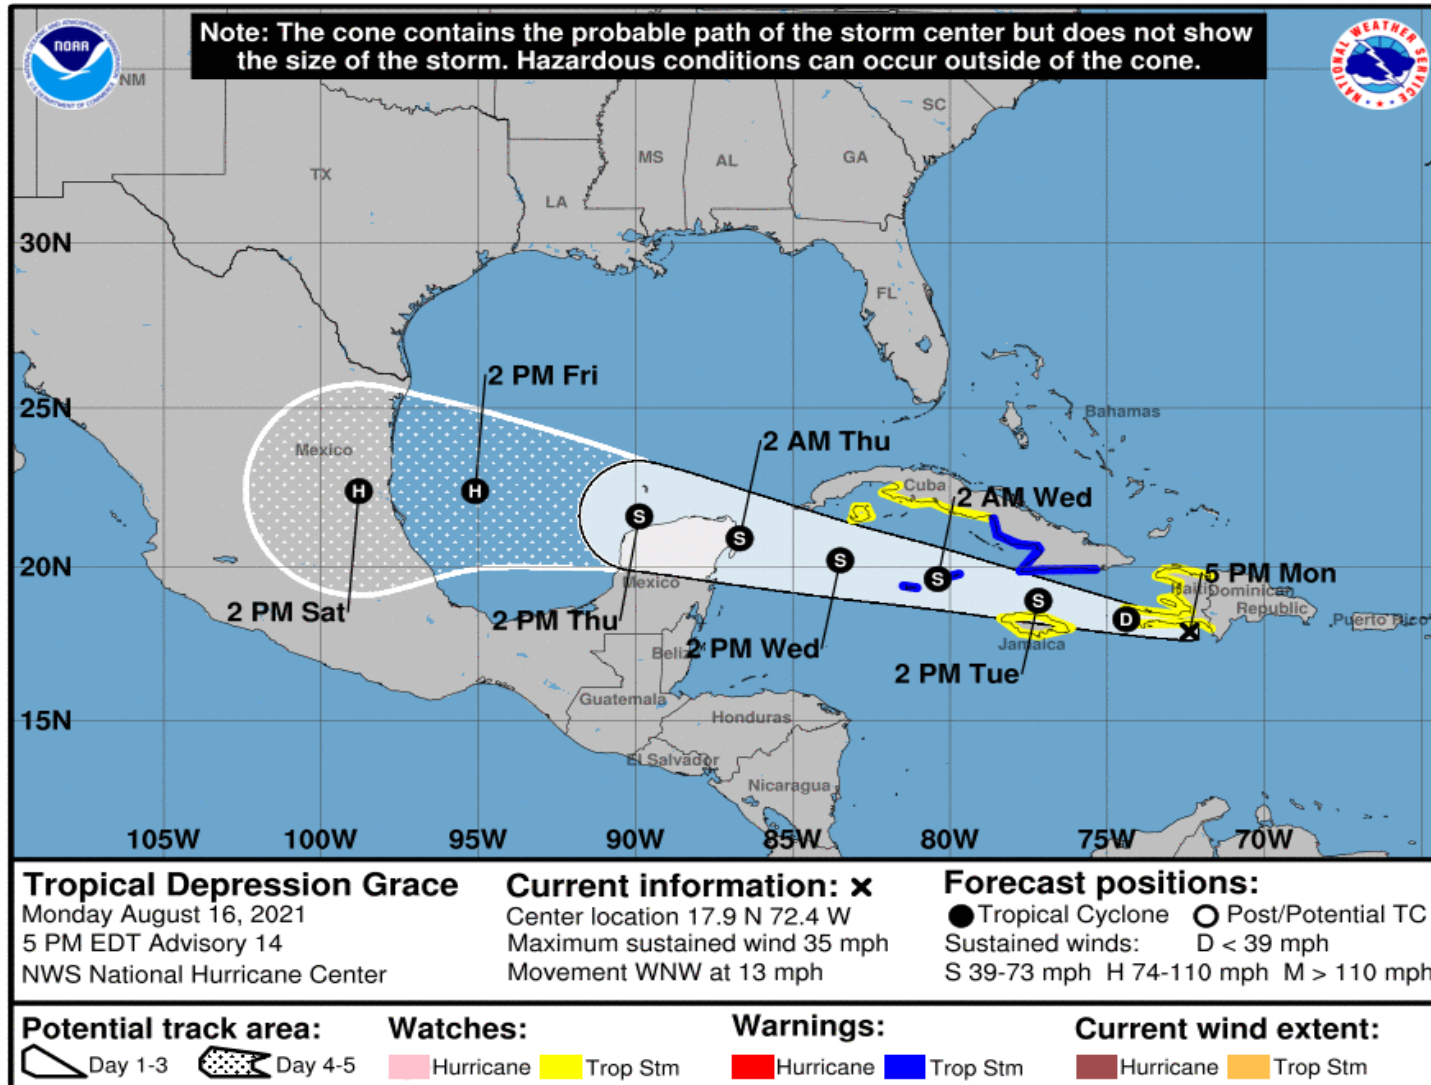 Note: The cone contains the probable path of the storm center but does not show
the size of the storm. Hazardous conditions can occur outside of the cone.
NOAA
NATIONAL WEATHER SERVICE
NM
SC
MS
AL
GA
TX
LA
30N
FL
2 PM Fri
25N
Bahamas
2 AM Thu
Mexico
Cuba
2 AM Wed
H
H
S
S
S
S
S
D
20N
5 PM Mon
Mexico
Haiti
Dominican
Republic
2 PM Sat
2 PM Thu
Puerto Rico
Jamaica
2 PM Wed
2 PM Tue
Guatemala
Honduras
15N
El Salvador
Nicaragua
105W
100W
95W
90W
85W
80W
75W
70W
Tropical Depression Grace
Monday August 16, 2021
5 PM EDT Advisory 14
NWS National Hurricane Center
Current information: x
Center location 17.9 N 72.4 W
Maximum sustained wind 35 mph
Movement WNW at 13 mph
Forecast positions:
Tropical Cyclone Post/Potential TC
Sustained winds: D < 39 mph
S 39-73 mph H 74-110 mph M > 110 mph
Potential track area:
Day 1-3 Day 4-5
Watches:
Hurricane Trop Stm
Warnings:
Hurricane Trop Stm
Current wind extent:
Hurricane Trop Stm